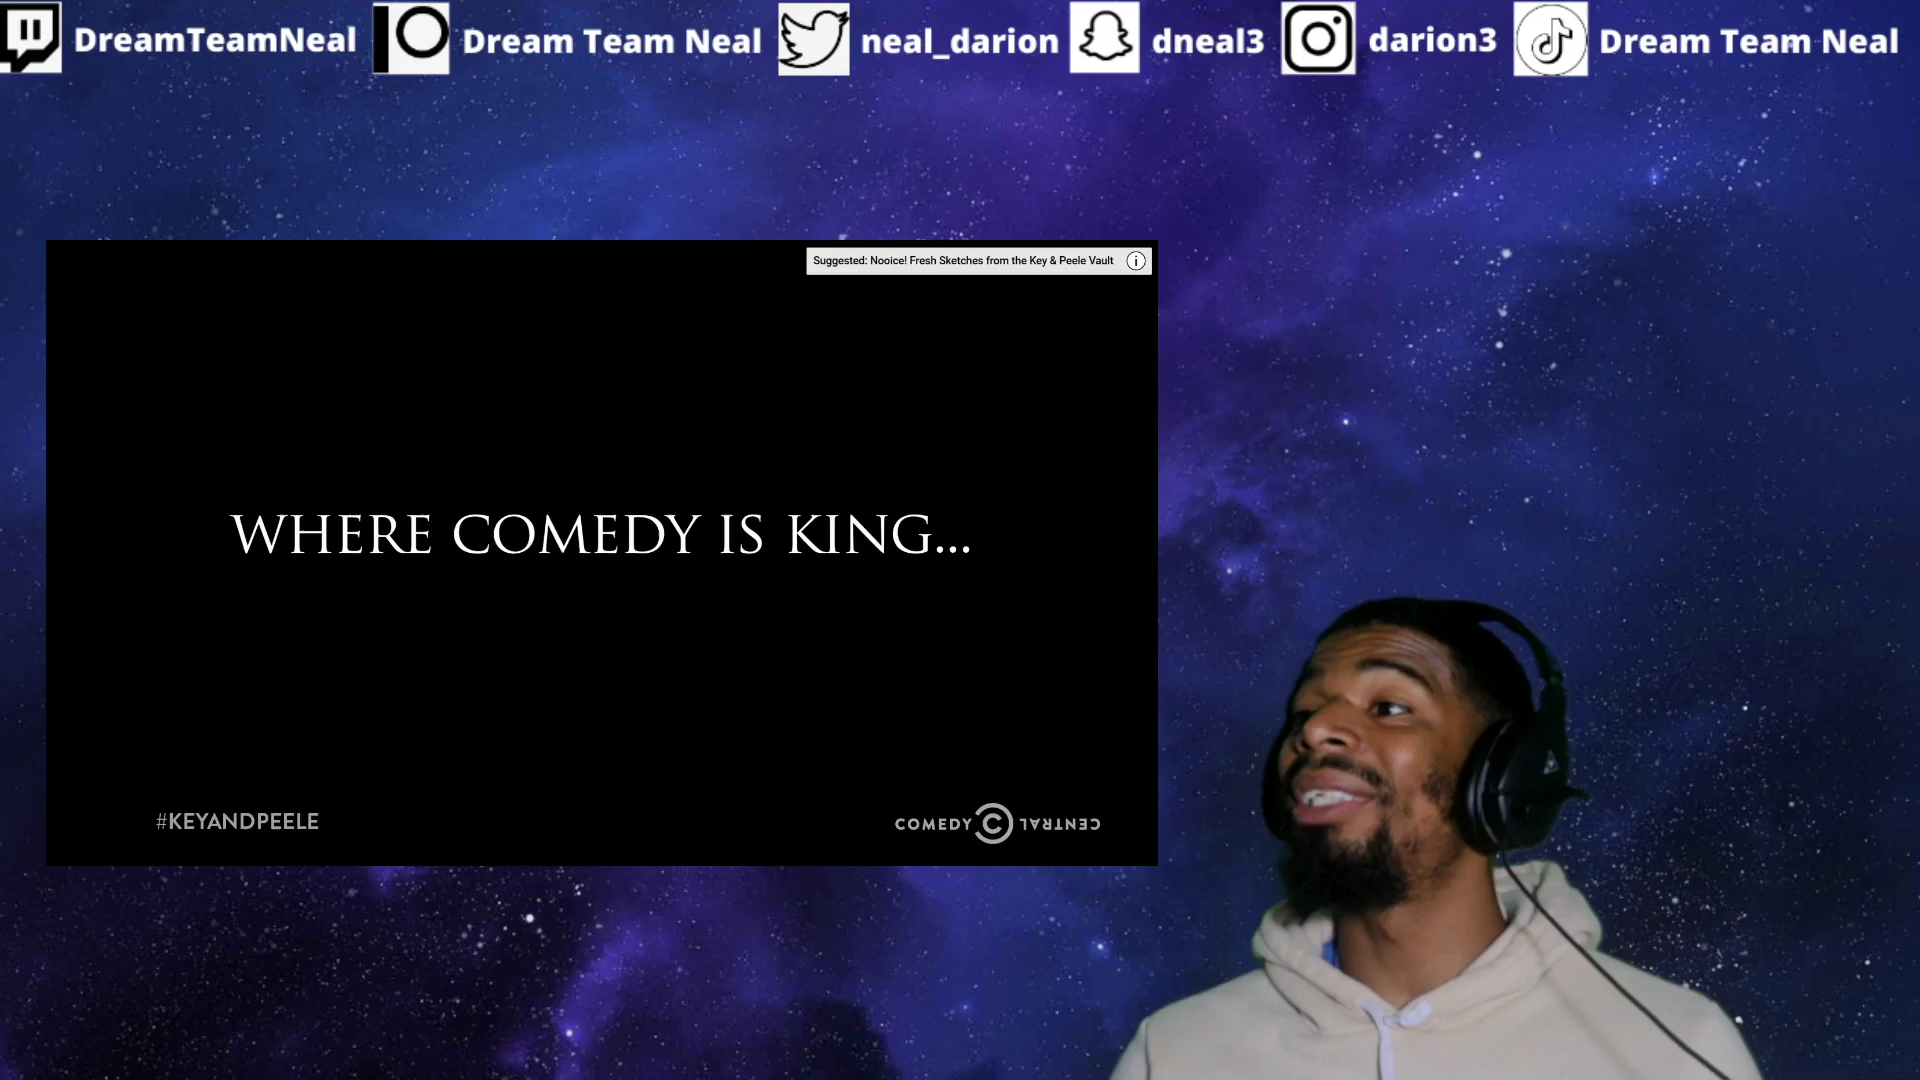 DreamTeamNeal Dream Team Neal neal_darion dneal3 darion3 Dream Team Neal
Suggested: Nooice! Fresh Sketches from the Key & Peele Vault
WHERE COMEDY IS KING...
#KEYANDPEELE
COMEDY CENTRAL